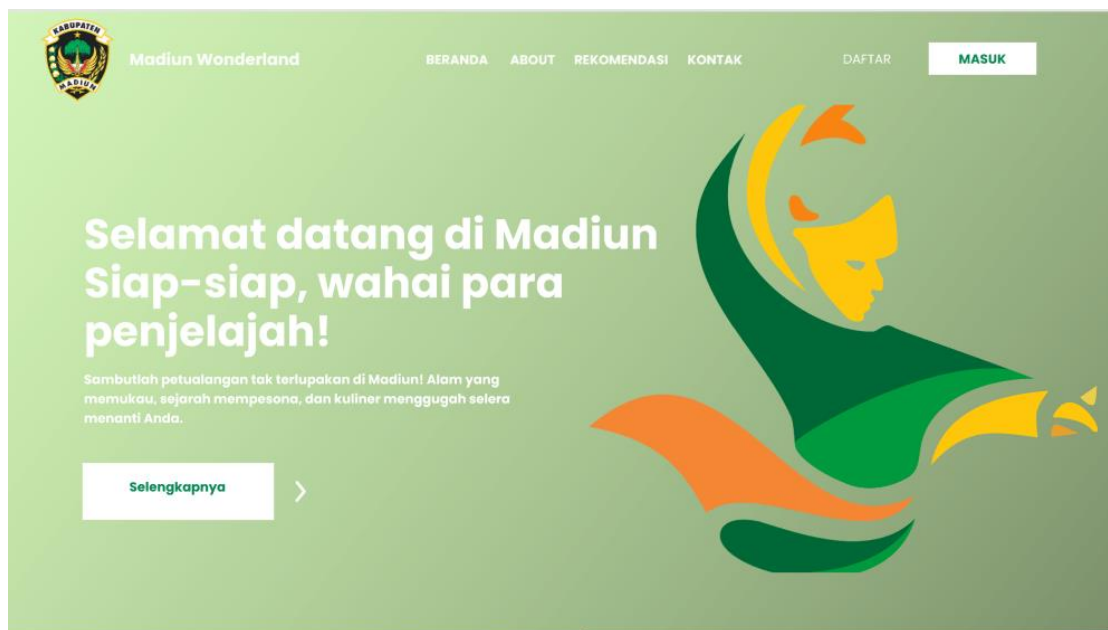 KABUPATEN
MADIUN
Madiun Wonderland
BERANDA ABOUT REKOMENDASI KONTAK
DAFTAR
MASUK
Selamat datang di Madiun
Siap-siap, wahai para
penjelajah!
Sambutlah petualangan tak terlupakan di Madiun! Alam yang
memukau, sejarah mempesona, dan kuliner menggugah selera
menanti Anda.
Selengkapnya